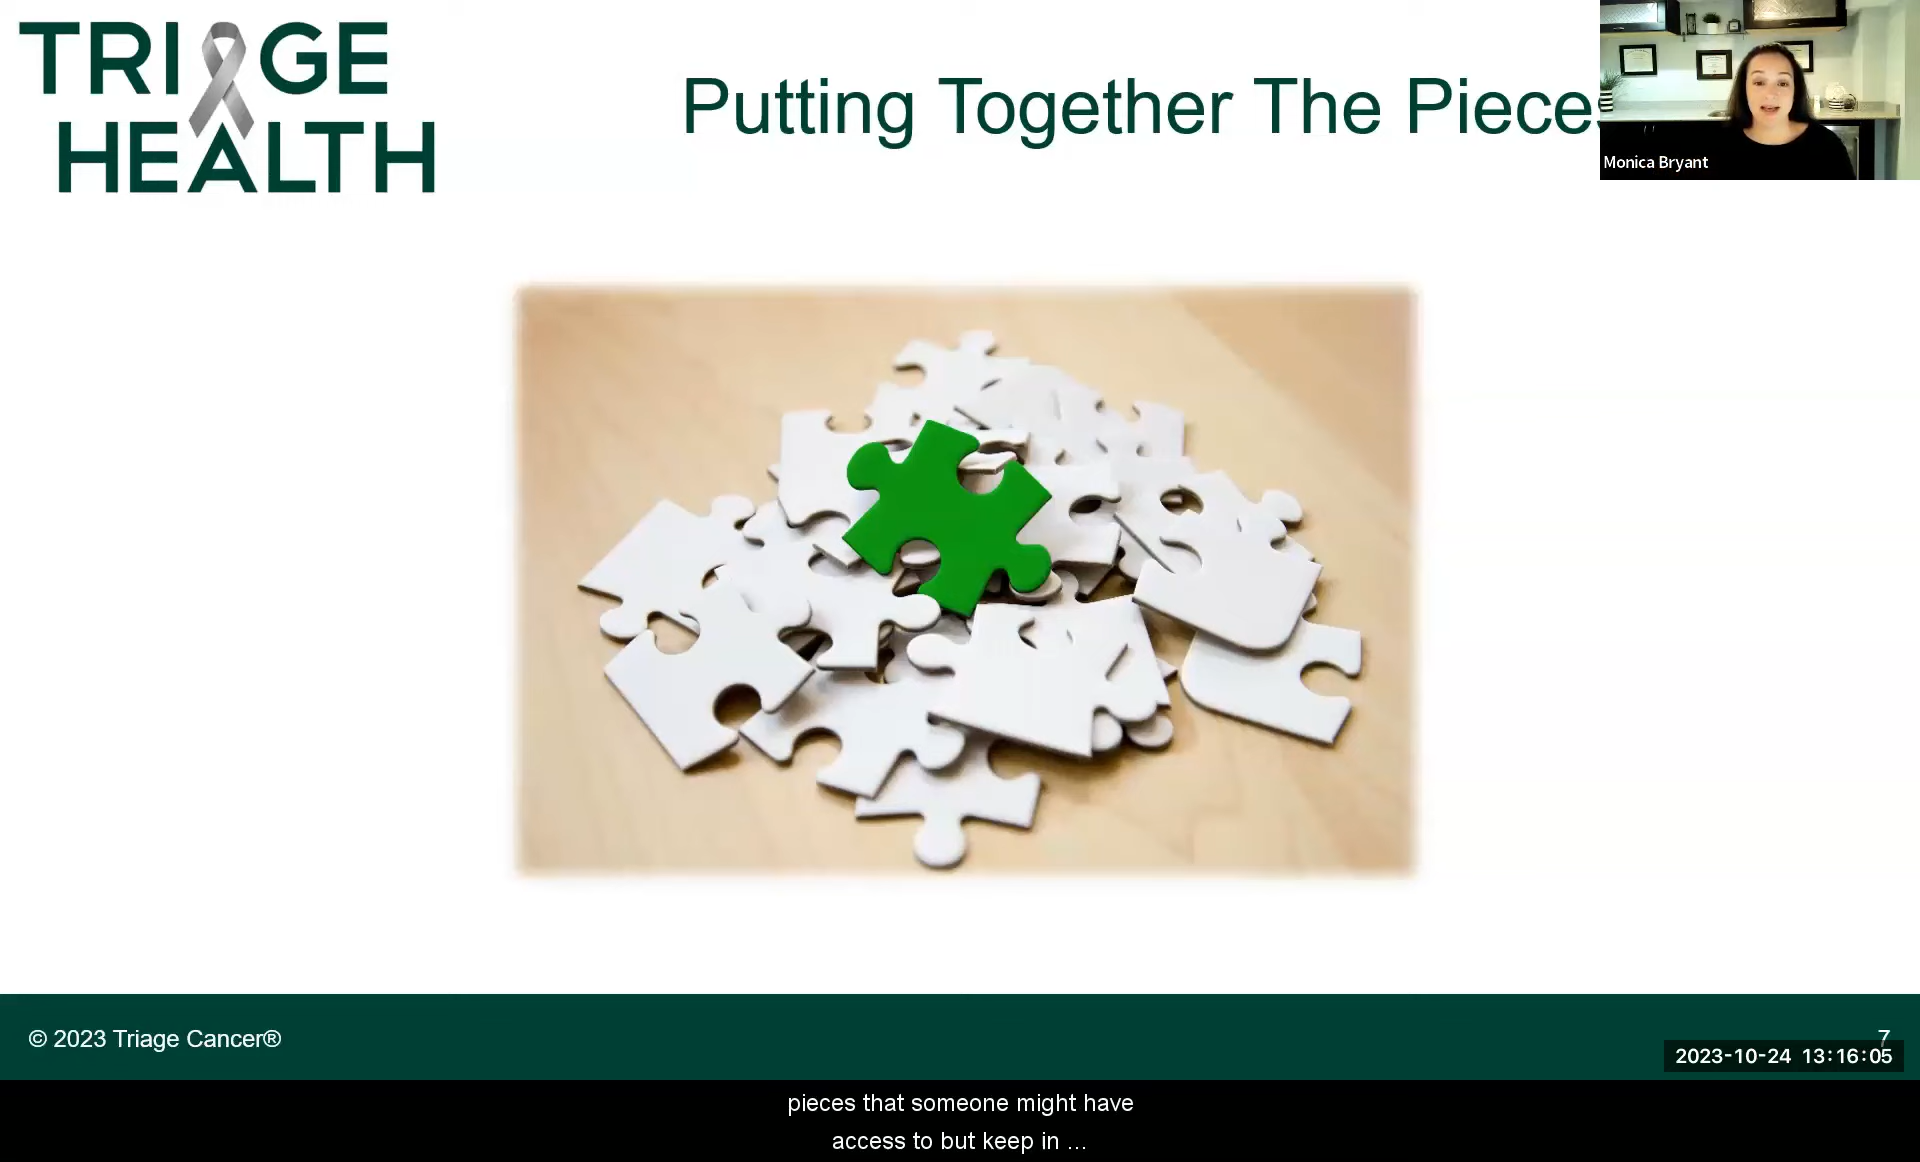 TRIAGE
HEALTH
Putting Together The Pieces
Monica Bryant
© 2023 Triage Cancer®
7
2023-10-24 13:16:05
pieces that someone might have
access to but keep in ...